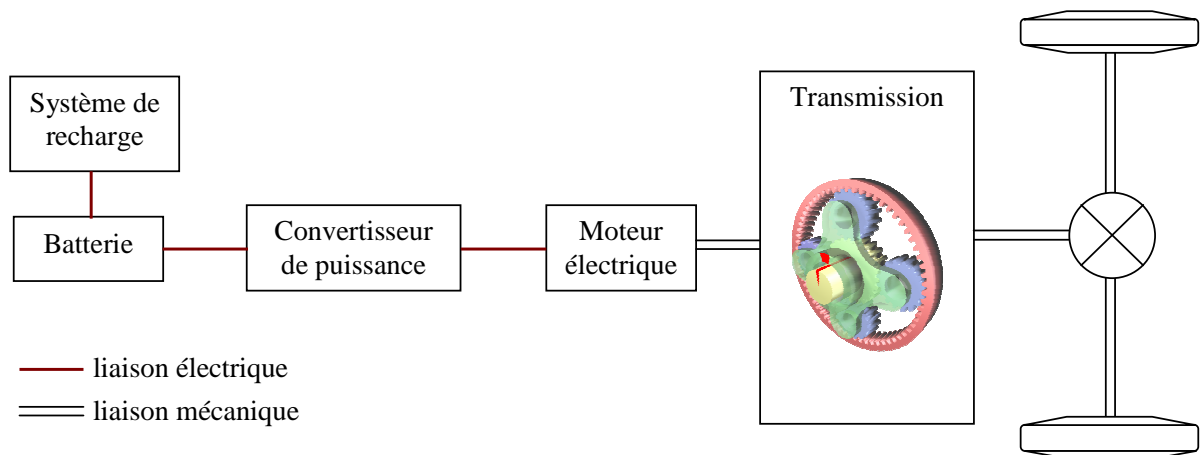 Système de
recharge
Batterie
Convertisseur
de puissance
Moteur
électrique
Transmission
liaison électrique
liaison mécanique